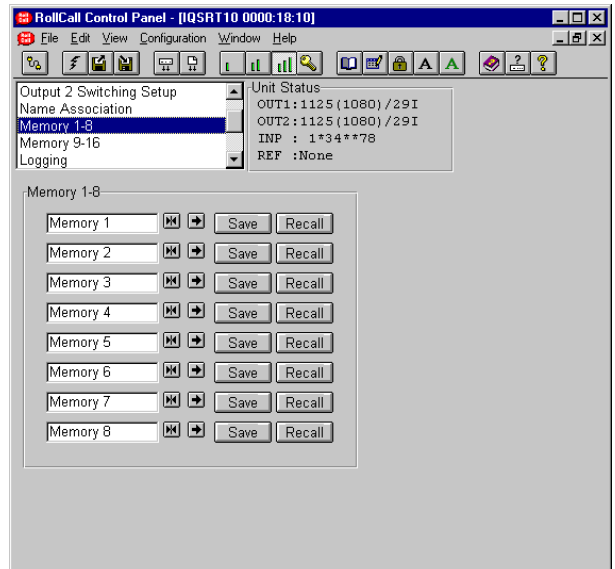 RollCall Control Panel - [IQSRT10 0000:18:10]
File Edit View Configuration Window Help
A A ?
Output 2 Switching Setup
Name Association
Memory 1-8
Memory 9-16
Logging
Unit Status
OUT1:1125(1080)/29I
OUT2:1125(1080)/29I
INP : 1*34**78
REF :None
Memory 1-8
Memory 1 Save Recall
Memory 2 Save Recall
Memory 3 Save Recall
Memory 4 Save Recall
Memory 5 Save Recall
Memory 6 Save Recall
Memory 7 Save Recall
Memory 8 Save Recall